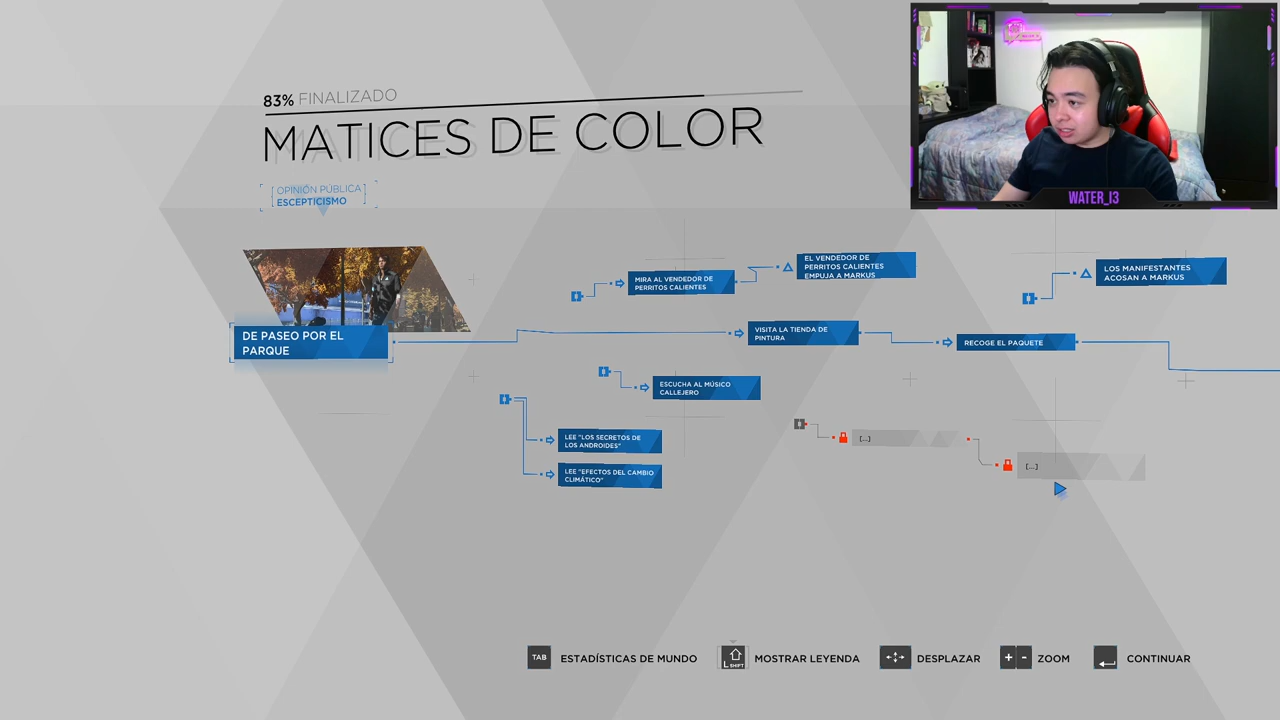 83% FINALIZADO
MATICES DE COLOR
OPINIÓN PÚBLICA
ESCEPTICISMO
WATER_I3
DE PASEO POR EL
PARQUE
MIRA AL VENDEDOR DE
PERRITOS CALIENTES
EL VENDEDOR DE
PERRITOS CALIENTES
EMPUJA A MARKUS
LOS MANIFESTANTES
ACOSAN A MARKUS
VISITA LA TIENDA DE
PINTURA
RECOGE EL PAQUETE
ESCUCHA AL MÚSICO
CALLEJERO
LEE "LOS SECRETOS DE
LOS ANDROIDES"
LEE "EFECTOS DEL CAMBIO
CLIMÁTICO"
[...]
[...]
TAB ESTADÍSTICAS DE MUNDO
L SHIFT MOSTRAR LEYENDA
DESPLAZAR
+ - ZOOM
CONTINUAR